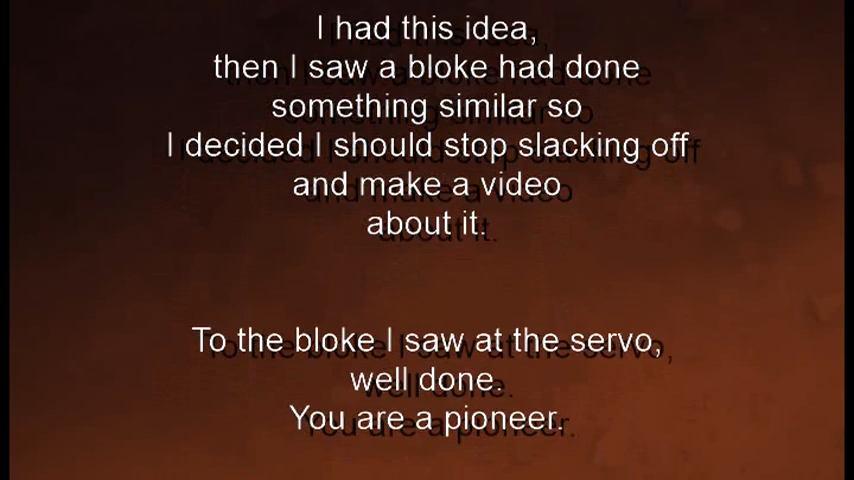 I had this idea,
then I saw a bloke had done
something similar so
I decided I should stop slacking off
and make a video
about it.
To the bloke I saw at the servo,
well done.
You are a pioneer.